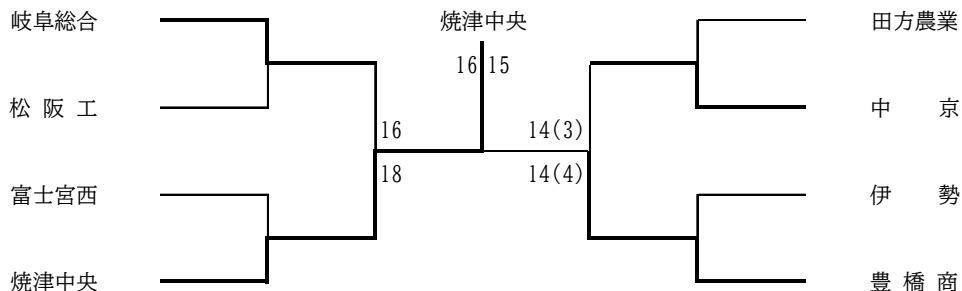 岐阜総合
焼津中央
田方農業
16 15
松阪工
16
14(3)
中京
18
14(4)
富士宮西
伊勢
焼津中央
豊橋商